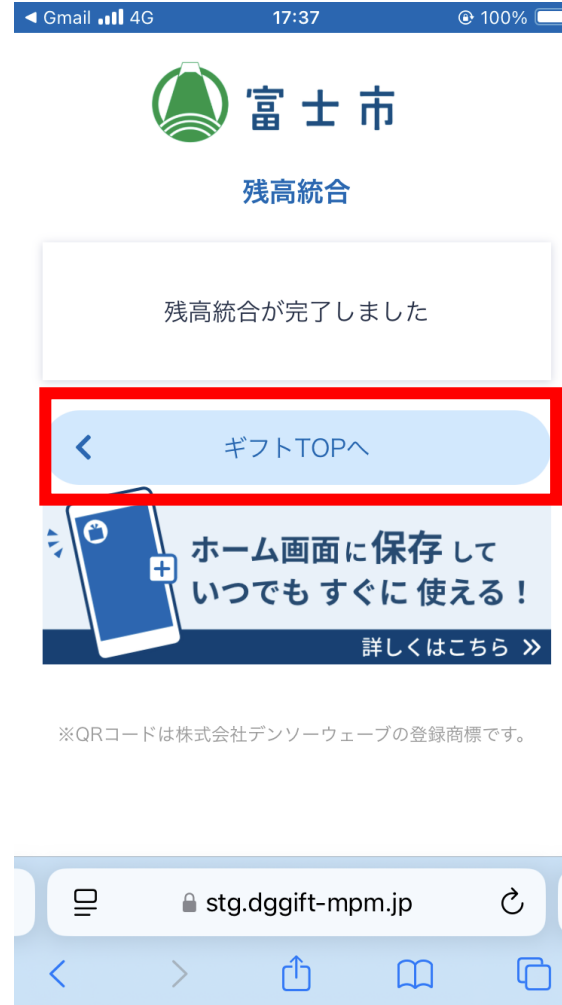 ◀ Gmail 4G 17:37 100%
富士市
残高統合
残高統合が完了しました
ギフトTOPへ
ホーム画面に保存して
いつでも すぐに 使える！
詳しくはこちら
※QRコードは株式会社デンソーウェーブの登録商標です。
stg.dggift-mpm.jp